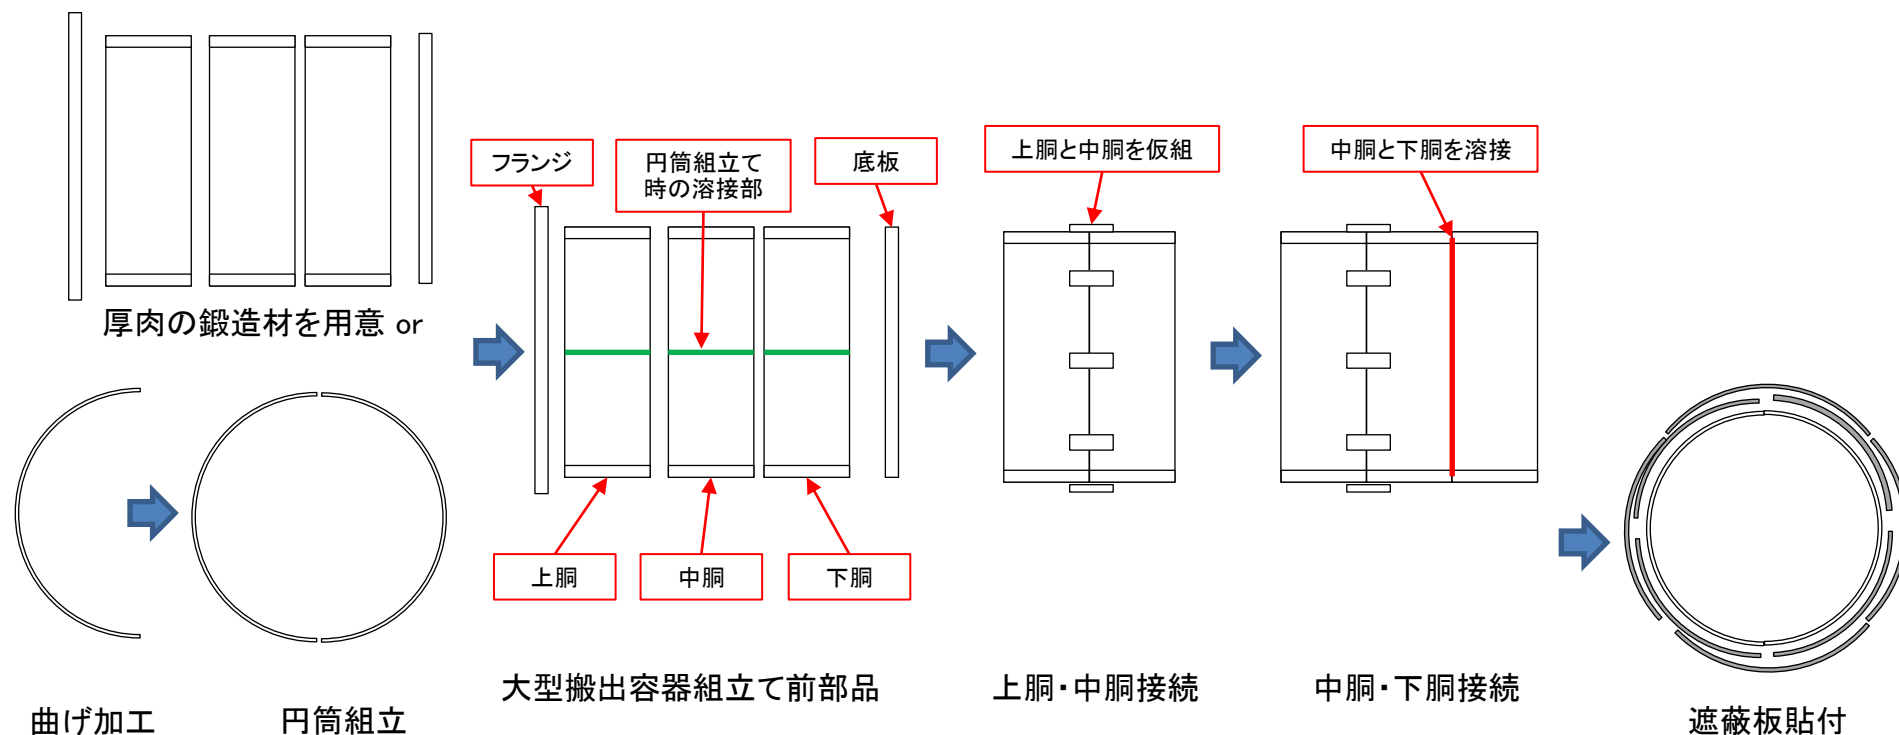 厚肉の鍛造材を用意 or
曲げ加工
円筒組立
フランジ
円筒組立て
時の溶接部
底板
上胴
中胴
下胴
大型搬出容器組立て前部品
上胴と中胴を仮組
上胴・中胴接続
中胴と下胴を溶接
中胴・下胴接続
遮蔽板貼付